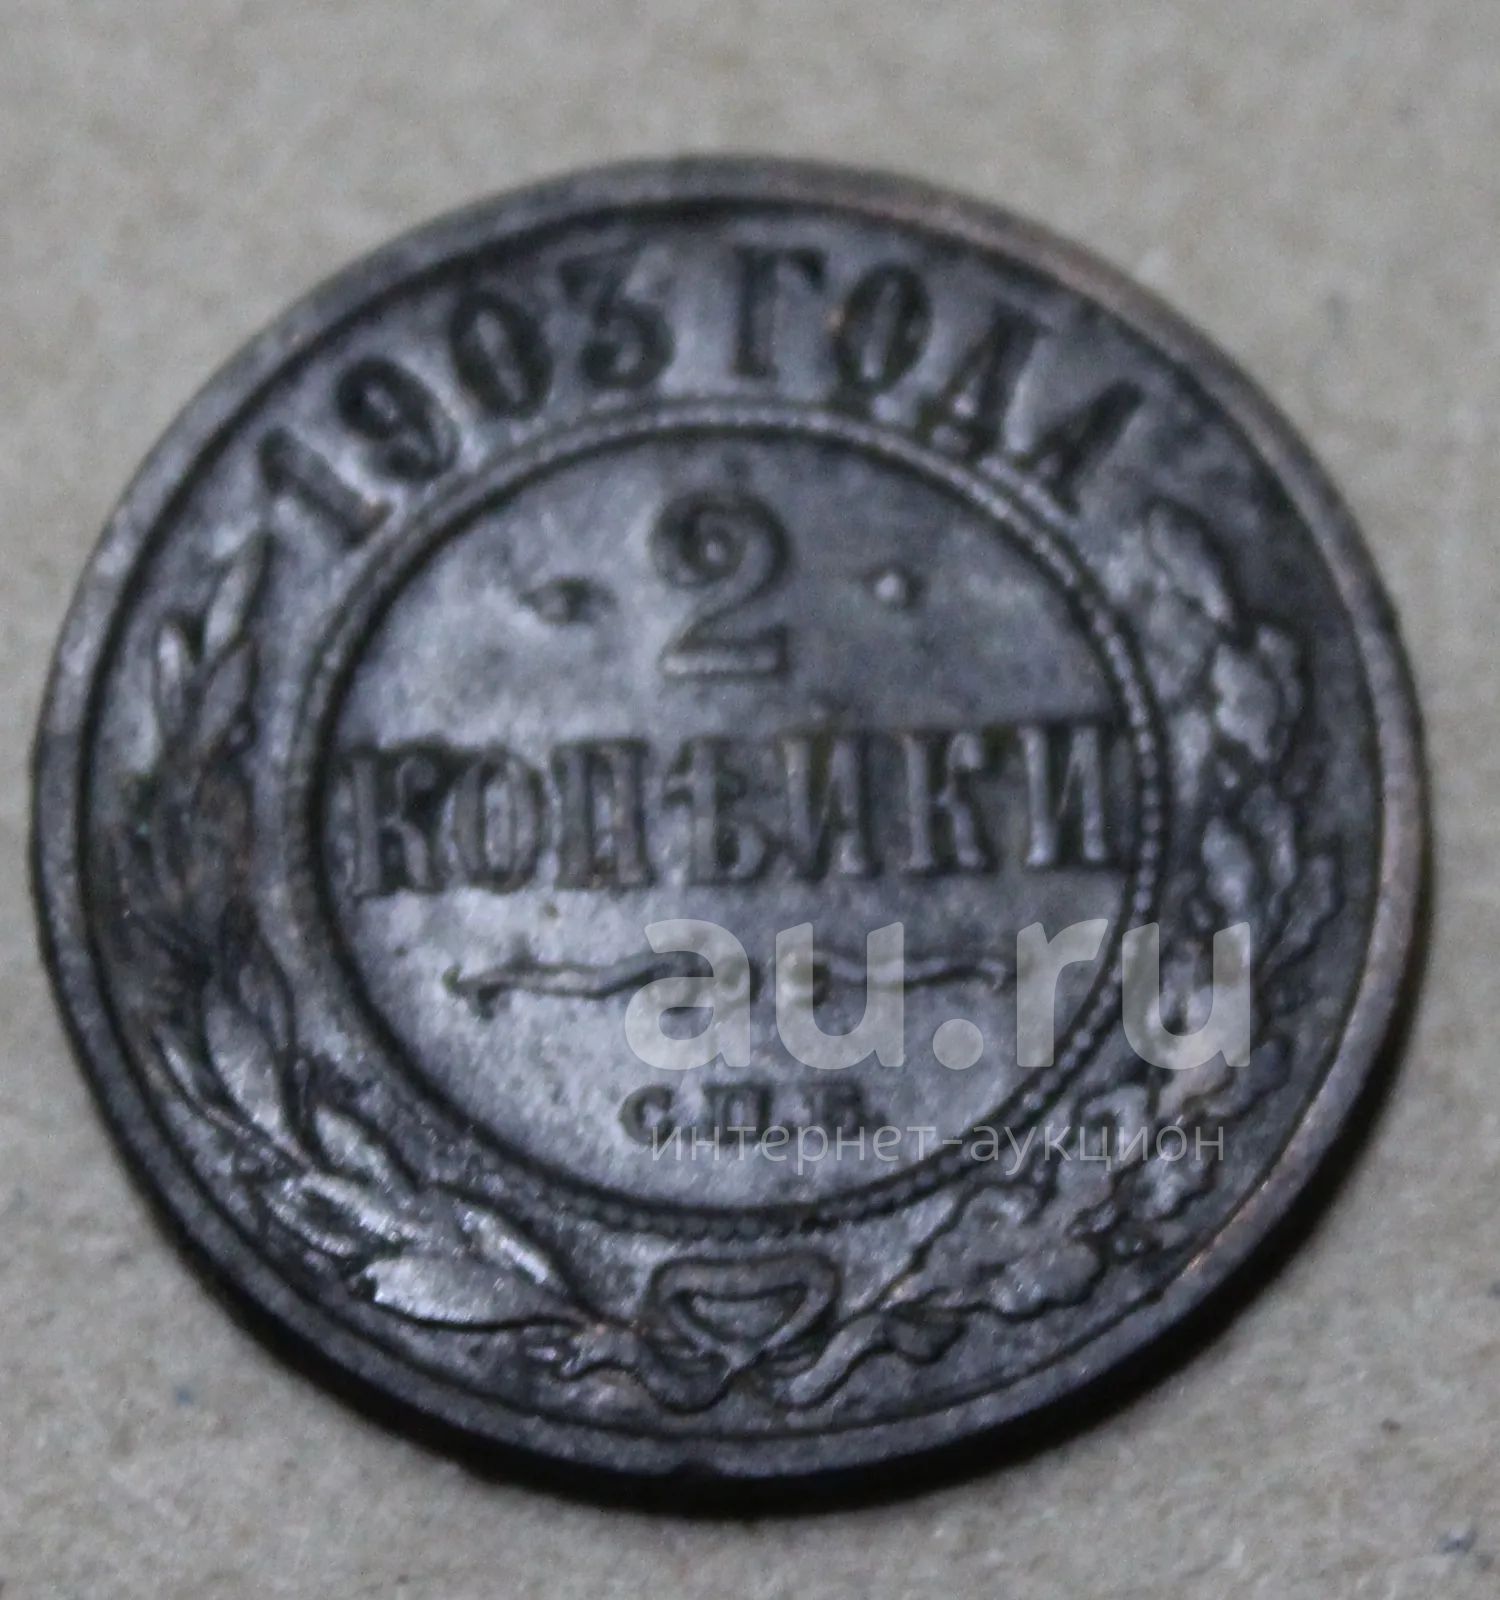 1903 ГОДА
2
КОПѢЙКИ
С.П.Б.
au.ru
интернет-аукцион